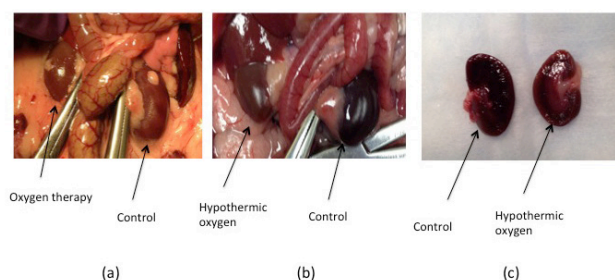 Oxygen therapy
Control
(a)
Hypothermic
oxygen
Control
(b)
Control
Hypothermic
oxygen
(c)